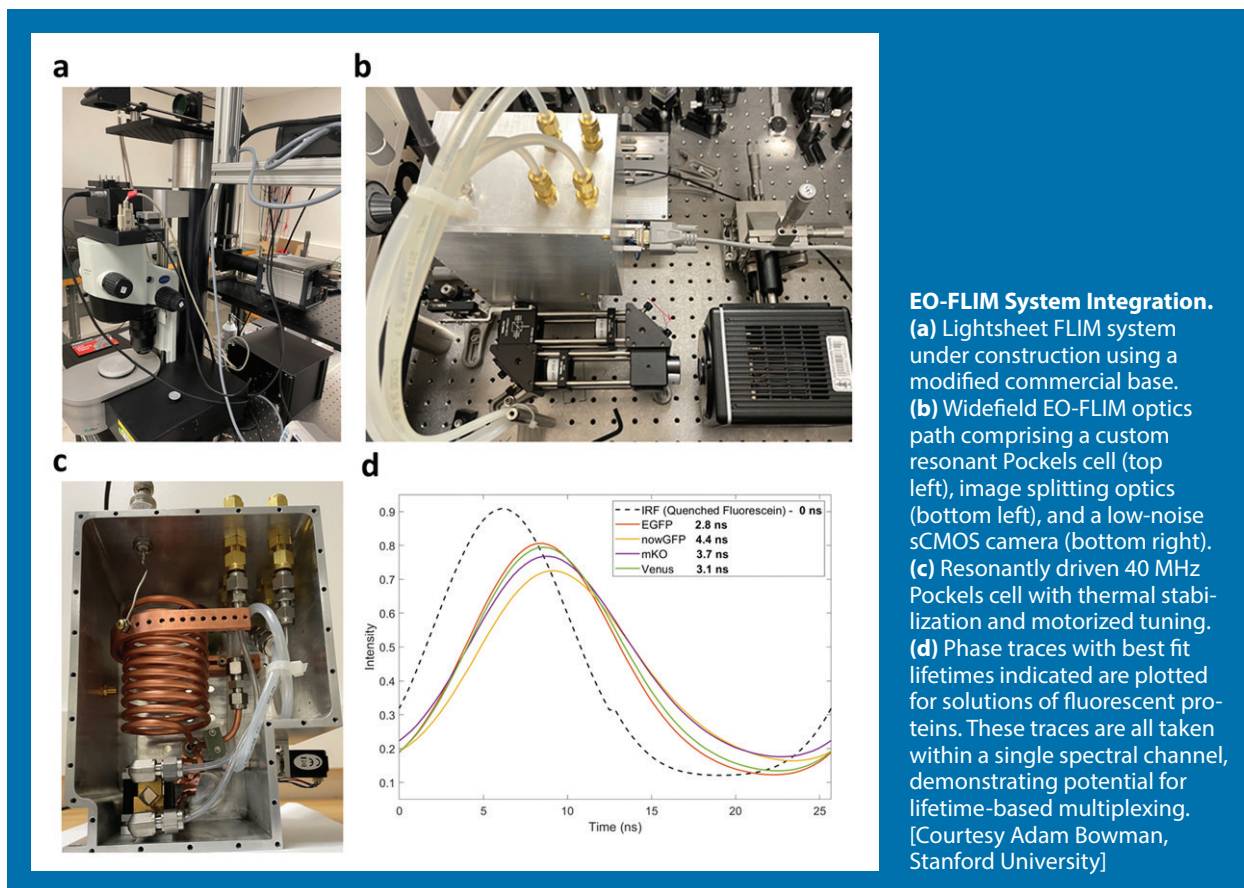 a
b
c
d
0.9
0.8
0.7
0.6
0.5
0.4
0.3
0.2
0.1
Intensity
IRF (Quenched Fluorescein) - 0 ns
EGFP 2.8 ns
nowGFP 4.4 ns
mKO 3.7 ns
Venus 3.1 ns
0
5
10
15
20
25
Time (ns)
EO-FLIM System Integration.
(a) Lightsheet FLIM system
under construction using a
modified commercial base.
(b) Widefield EO-FLIM optics
path comprising a custom
resonant Pockels cell (top
left), image splitting optics
(bottom left), and a low-noise
sCMOS camera (bottom right).
(c) Resonantly driven 40 MHz
Pockels cell with thermal stabi-
lization and motorized tuning.
(d) Phase traces with best fit
lifetimes indicated are plotted
for solutions of fluorescent pro-
teins. These traces are all taken
within a single spectral channel,
demonstrating potential for
lifetime-based multiplexing.
[Courtesy Adam Bowman,
Stanford University]